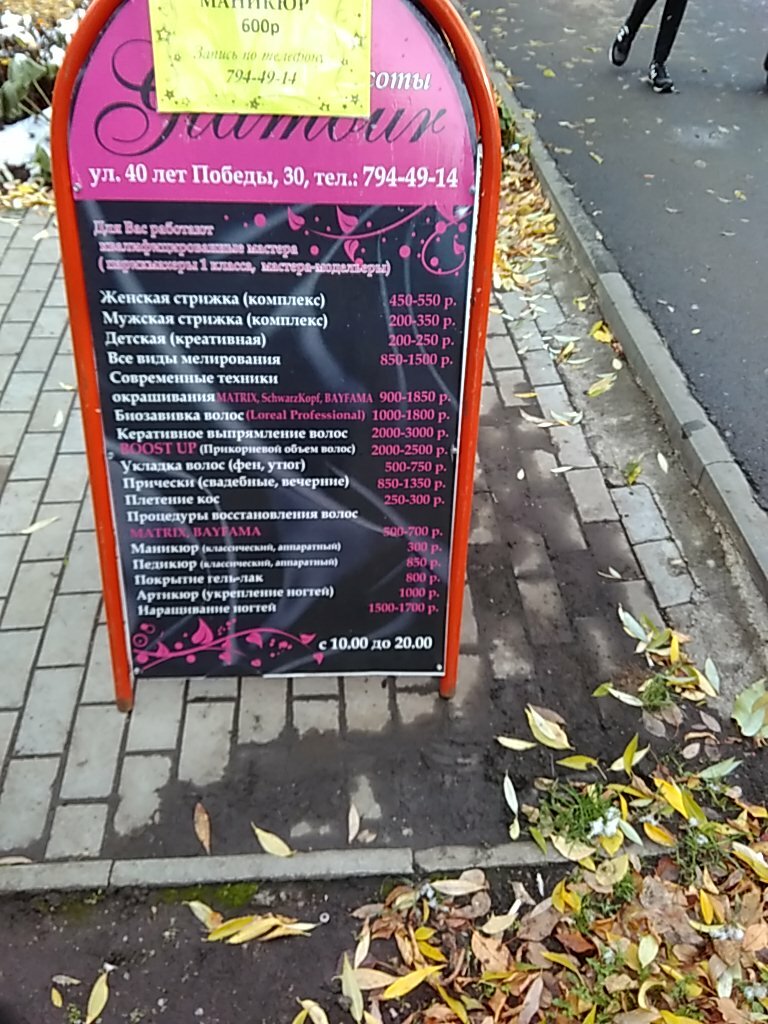 МАНИКЮР
600р
Запись по телефону
794-49-14
соты
Glamour
ул. 40 лет Победы, 30, тел.: 794-49-14
Для Вас работают
квалифицированные мастера
( парикмахеры 1 класса, мастера-модельеры)
Женская стрижка (комплекс) 450-550 р.
Мужская стрижка (комплекс) 200-350 р.
Детская (креативная) 200-250 р.
Все виды мелирования 850-1500 р.
Современные техники
окрашивания MATRIX, SchwarzKopf, BAYFAMA 900-1850 р.
Биозавивка волос (Loreal Professional) 1000-1800 р.
Керативное выпрямление волос 2000-3000 р.
BOOST UP (Прикорневой объем волос) 2000-2500 р.
Укладка волос (фен, утюг) 500-750 р.
Прически (свадебные, вечерние) 850-1350 р.
Плетение кос 250-300 р.
Процедуры восстановления волос
MATRIX, BAYFAMA 500-700 р.
Маникюр (классический, аппаратный) 300 р.
Педикюр (классический, аппаратный) 850 р.
Покрытие гель-лак 800 р.
Артикюр (укрепление ногтей) 1000 р.
Наращивание ногтей 1500-1700 р.
с 10.00 до 20.00